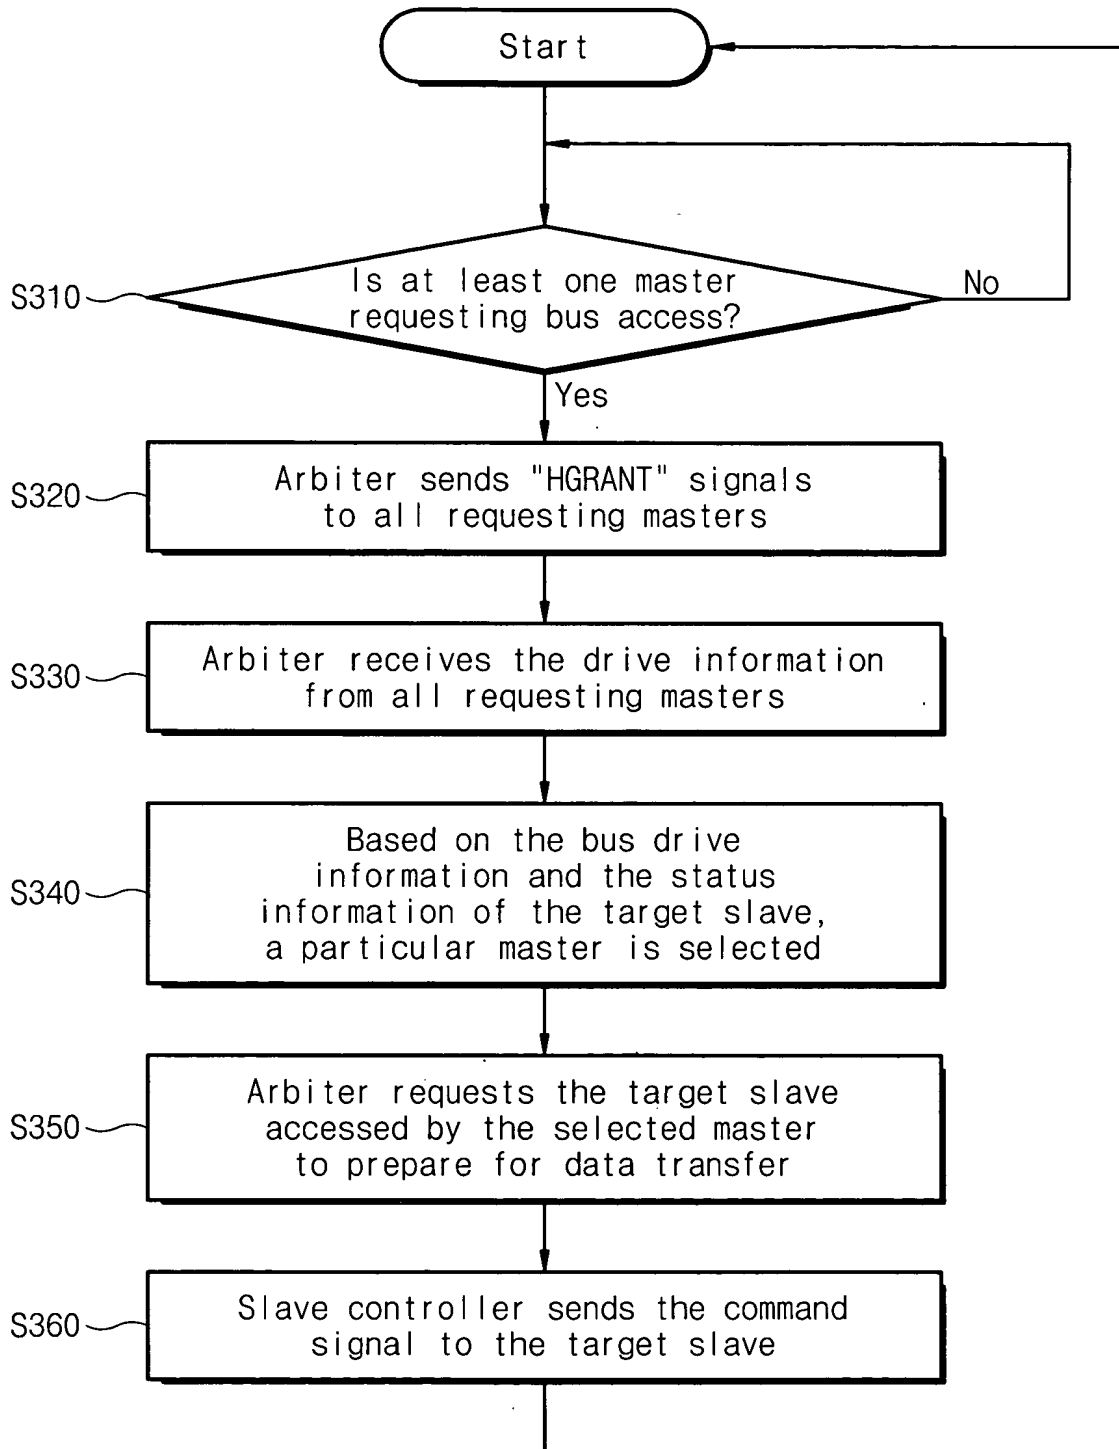 Start
S310
Is at least one master
requesting bus access?
No
Yes
S320
Arbiter sends "HGRANT" signals
to all requesting masters
S330
Arbiter receives the drive information
from all requesting masters
S340
Based on the bus drive
information and the status
information of the target slave,
a particular master is selected
S350
Arbiter requests the target slave
accessed by the selected master
to prepare for data transfer
S360
Slave controller sends the command
signal to the target slave